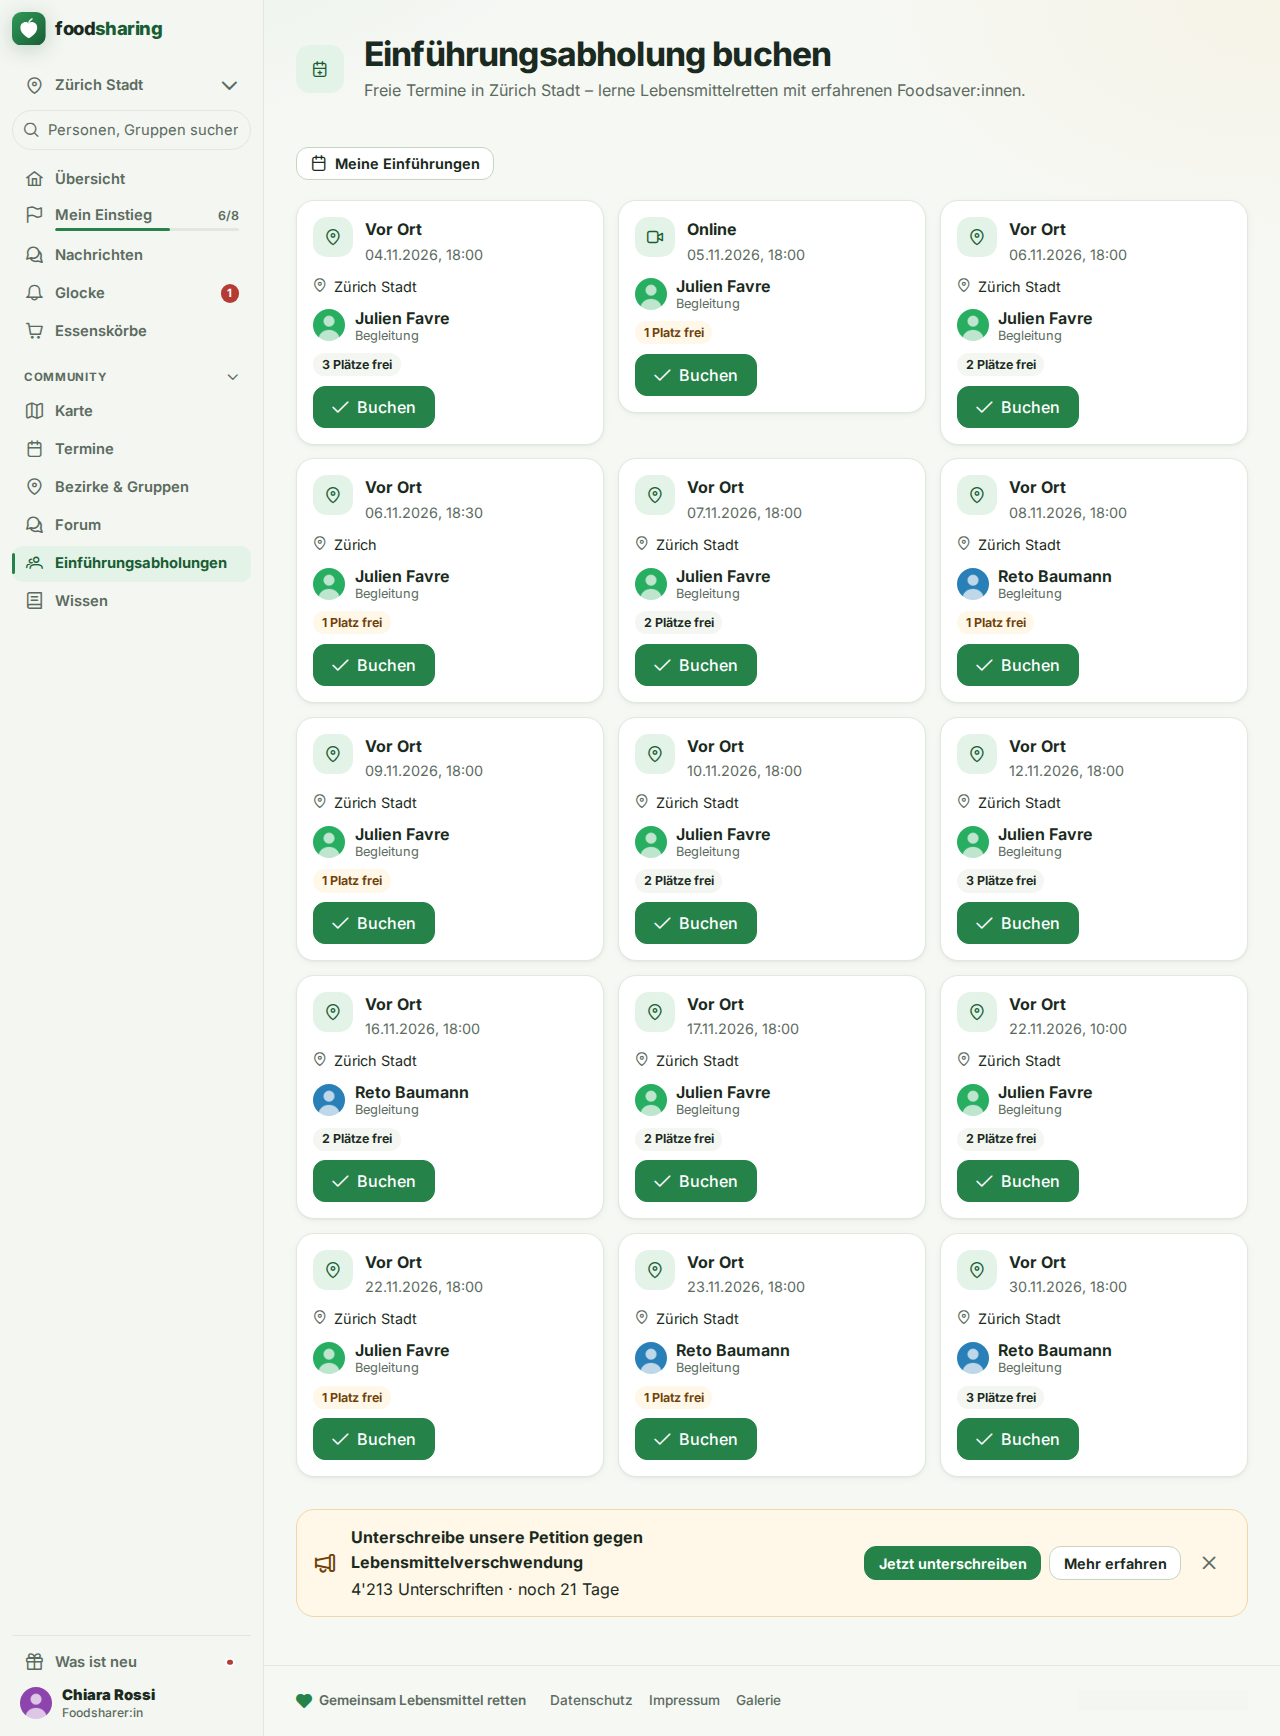 foodsharing
Zürich Stadt
Personen, Gruppen sucher
Übersicht
Mein Einstieg 6/8
Nachrichten
Glocke 1
Essenskörbe
COMMUNITY
Karte
Termine
Bezirke & Gruppen
Forum
Einführungsabholungen
Wissen
Was ist neu
Chiara Rossi
Foodsharer:in
Einführungsabholung buchen
Freie Termine in Zürich Stadt – lerne Lebensmittelretten mit erfahrenen Foodsaver:innen.
Meine Einführungen
Vor Ort
04.11.2026, 18:00
Zürich Stadt
Julien Favre
Begleitung
3 Plätze frei
Buchen
Online
05.11.2026, 18:00
Julien Favre
Begleitung
1 Platz frei
Buchen
Vor Ort
06.11.2026, 18:00
Zürich Stadt
Julien Favre
Begleitung
2 Plätze frei
Buchen
Vor Ort
06.11.2026, 18:30
Zürich
Julien Favre
Begleitung
1 Platz frei
Buchen
Vor Ort
07.11.2026, 18:00
Zürich Stadt
Julien Favre
Begleitung
2 Plätze frei
Buchen
Vor Ort
08.11.2026, 18:00
Zürich Stadt
Reto Baumann
Begleitung
1 Platz frei
Buchen
Vor Ort
09.11.2026, 18:00
Zürich Stadt
Julien Favre
Begleitung
1 Platz frei
Buchen
Vor Ort
10.11.2026, 18:00
Zürich Stadt
Julien Favre
Begleitung
2 Plätze frei
Buchen
Vor Ort
12.11.2026, 18:00
Zürich Stadt
Julien Favre
Begleitung
3 Plätze frei
Buchen
Vor Ort
16.11.2026, 18:00
Zürich Stadt
Reto Baumann
Begleitung
2 Plätze frei
Buchen
Vor Ort
17.11.2026, 18:00
Zürich Stadt
Julien Favre
Begleitung
2 Plätze frei
Buchen
Vor Ort
22.11.2026, 10:00
Zürich Stadt
Julien Favre
Begleitung
2 Plätze frei
Buchen
Vor Ort
22.11.2026, 18:00
Zürich Stadt
Julien Favre
Begleitung
1 Platz frei
Buchen
Vor Ort
23.11.2026, 18:00
Zürich Stadt
Reto Baumann
Begleitung
1 Platz frei
Buchen
Vor Ort
30.11.2026, 18:00
Zürich Stadt
Reto Baumann
Begleitung
3 Plätze frei
Buchen
Unterschreibe unsere Petition gegen
Lebensmittelverschwendung
4'213 Unterschriften · noch 21 Tage
Jetzt unterschreiben
Mehr erfahren
Gemeinsam Lebensmittel retten Datenschutz Impressum Galerie